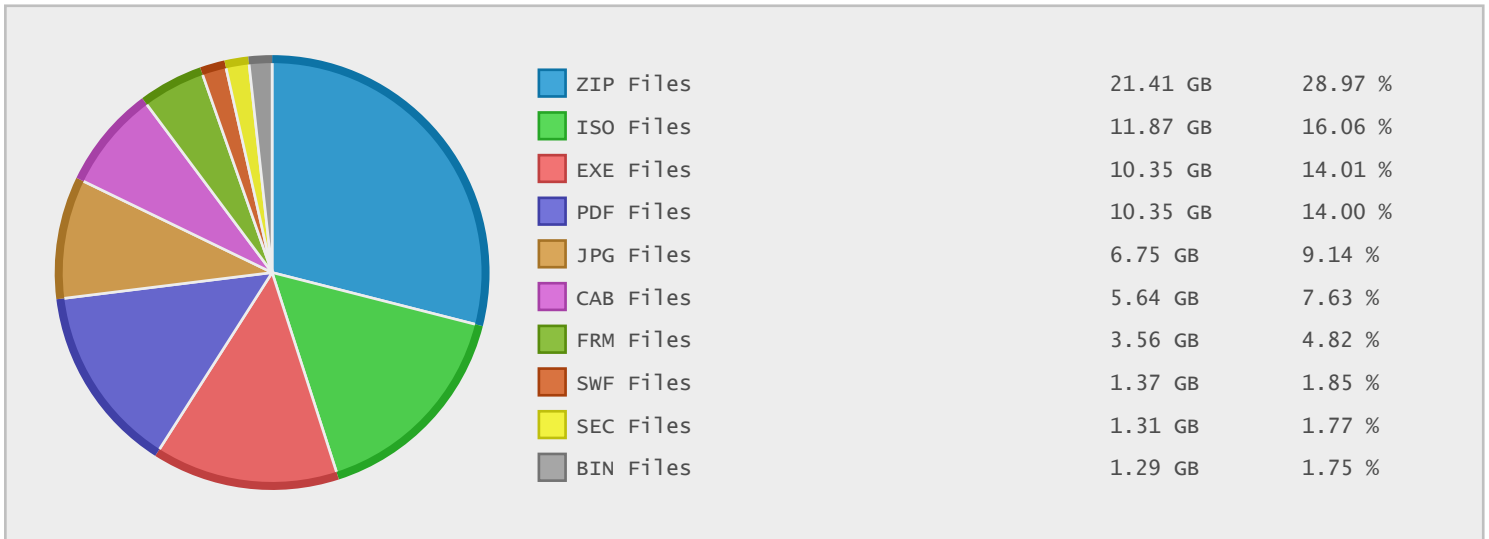 ZIP Files 21.41 GB 28.97 %
ISO Files 11.87 GB 16.06 %
EXE Files 10.35 GB 14.01 %
PDF Files 10.35 GB 14.00 %
JPG Files 6.75 GB 9.14 %
CAB Files 5.64 GB 7.63 %
FRM Files 3.56 GB 4.82 %
SWF Files 1.37 GB 1.85 %
SEC Files 1.31 GB 1.77 %
BIN Files 1.29 GB 1.75 %